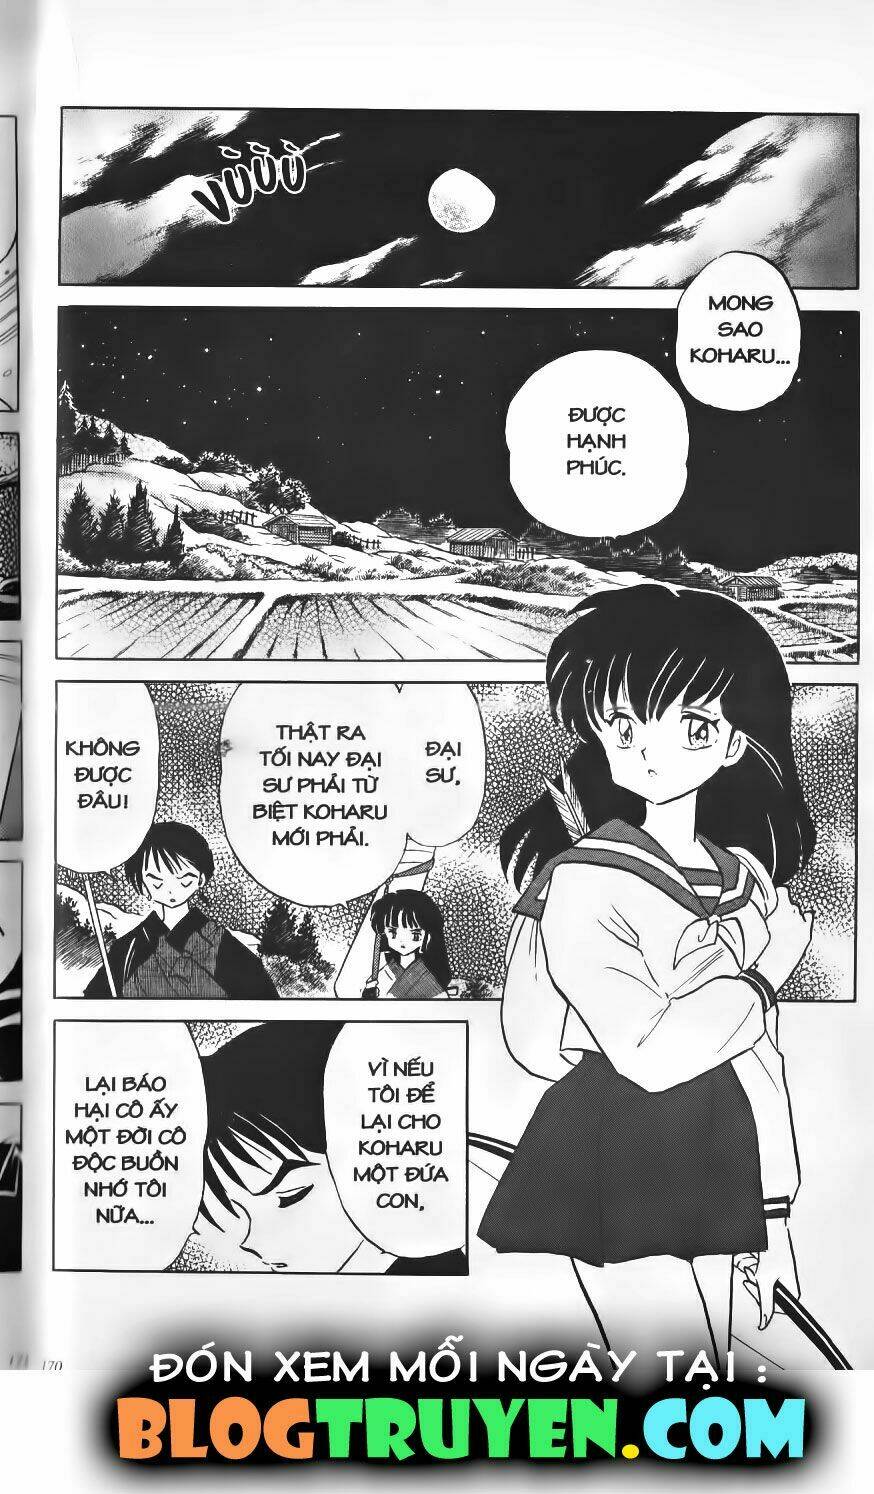 VÙÙÙ
MONG
SAO
KOHARU...
ĐƯỢC
HẠNH
PHÚC.
ĐẠI
SƯ,
THẬT RA
TỐI NAY ĐẠI
SƯ PHẢI TỪ
BIỆT KOHARU
MỚI PHẢI.
KHÔNG
ĐƯỢC
ĐÂU!
VÌ NẾU
TÔI ĐỂ
LẠI CHO
KOHARU
MỘT ĐỨA
CON,
LẠI BÁO
HẠI CÔ ẤY
MỘT ĐỜI CÔ
ĐỘC BUỒN
NHỚ TÔI
NỮA...
171
170
ĐÓN XEM MỖI NGÀY TẠI :
BLOGTRUYEN.COM